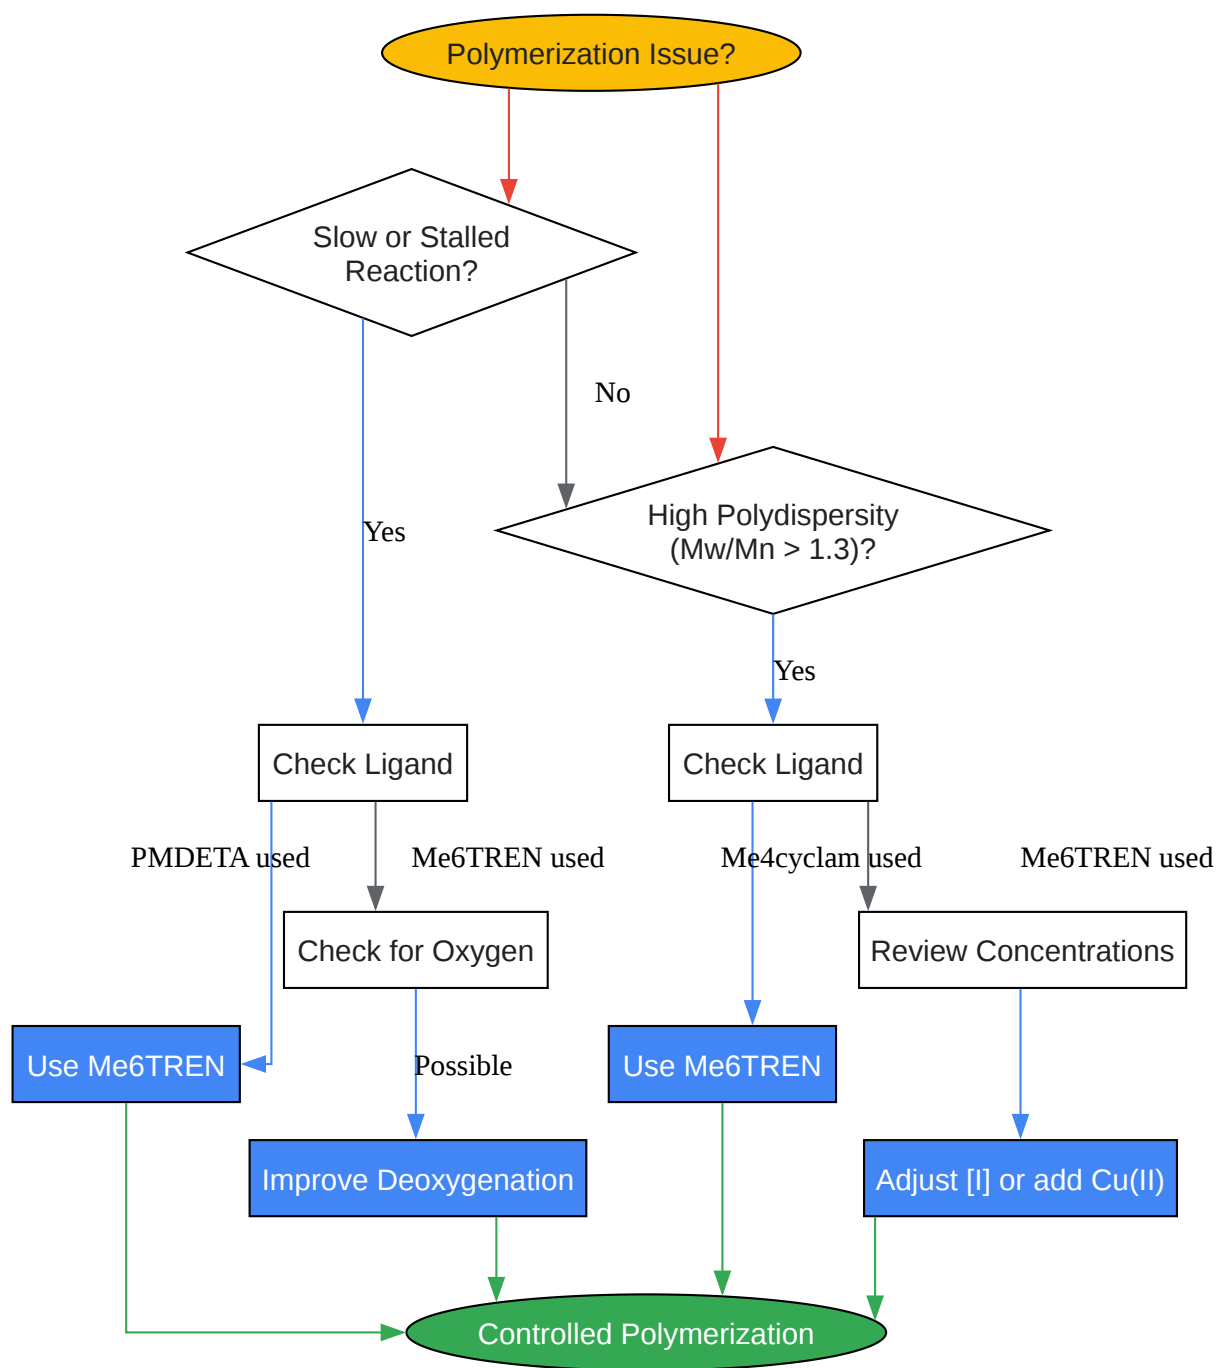 Polymerization Issue?
Slow or Stalled
Reaction?
No
High Polydispersity
(Mw/Mn > 1.3)?
Yes
Yes
Check Ligand
Check Ligand
PMDETA used
Me6TREN used
Me4cyclam used
Me6TREN used
Check for Oxygen
Review Concentrations
Use Me6TREN
Possible
Use Me6TREN
Improve Deoxygenation
Adjust [I] or add Cu(II)
Controlled Polymerization